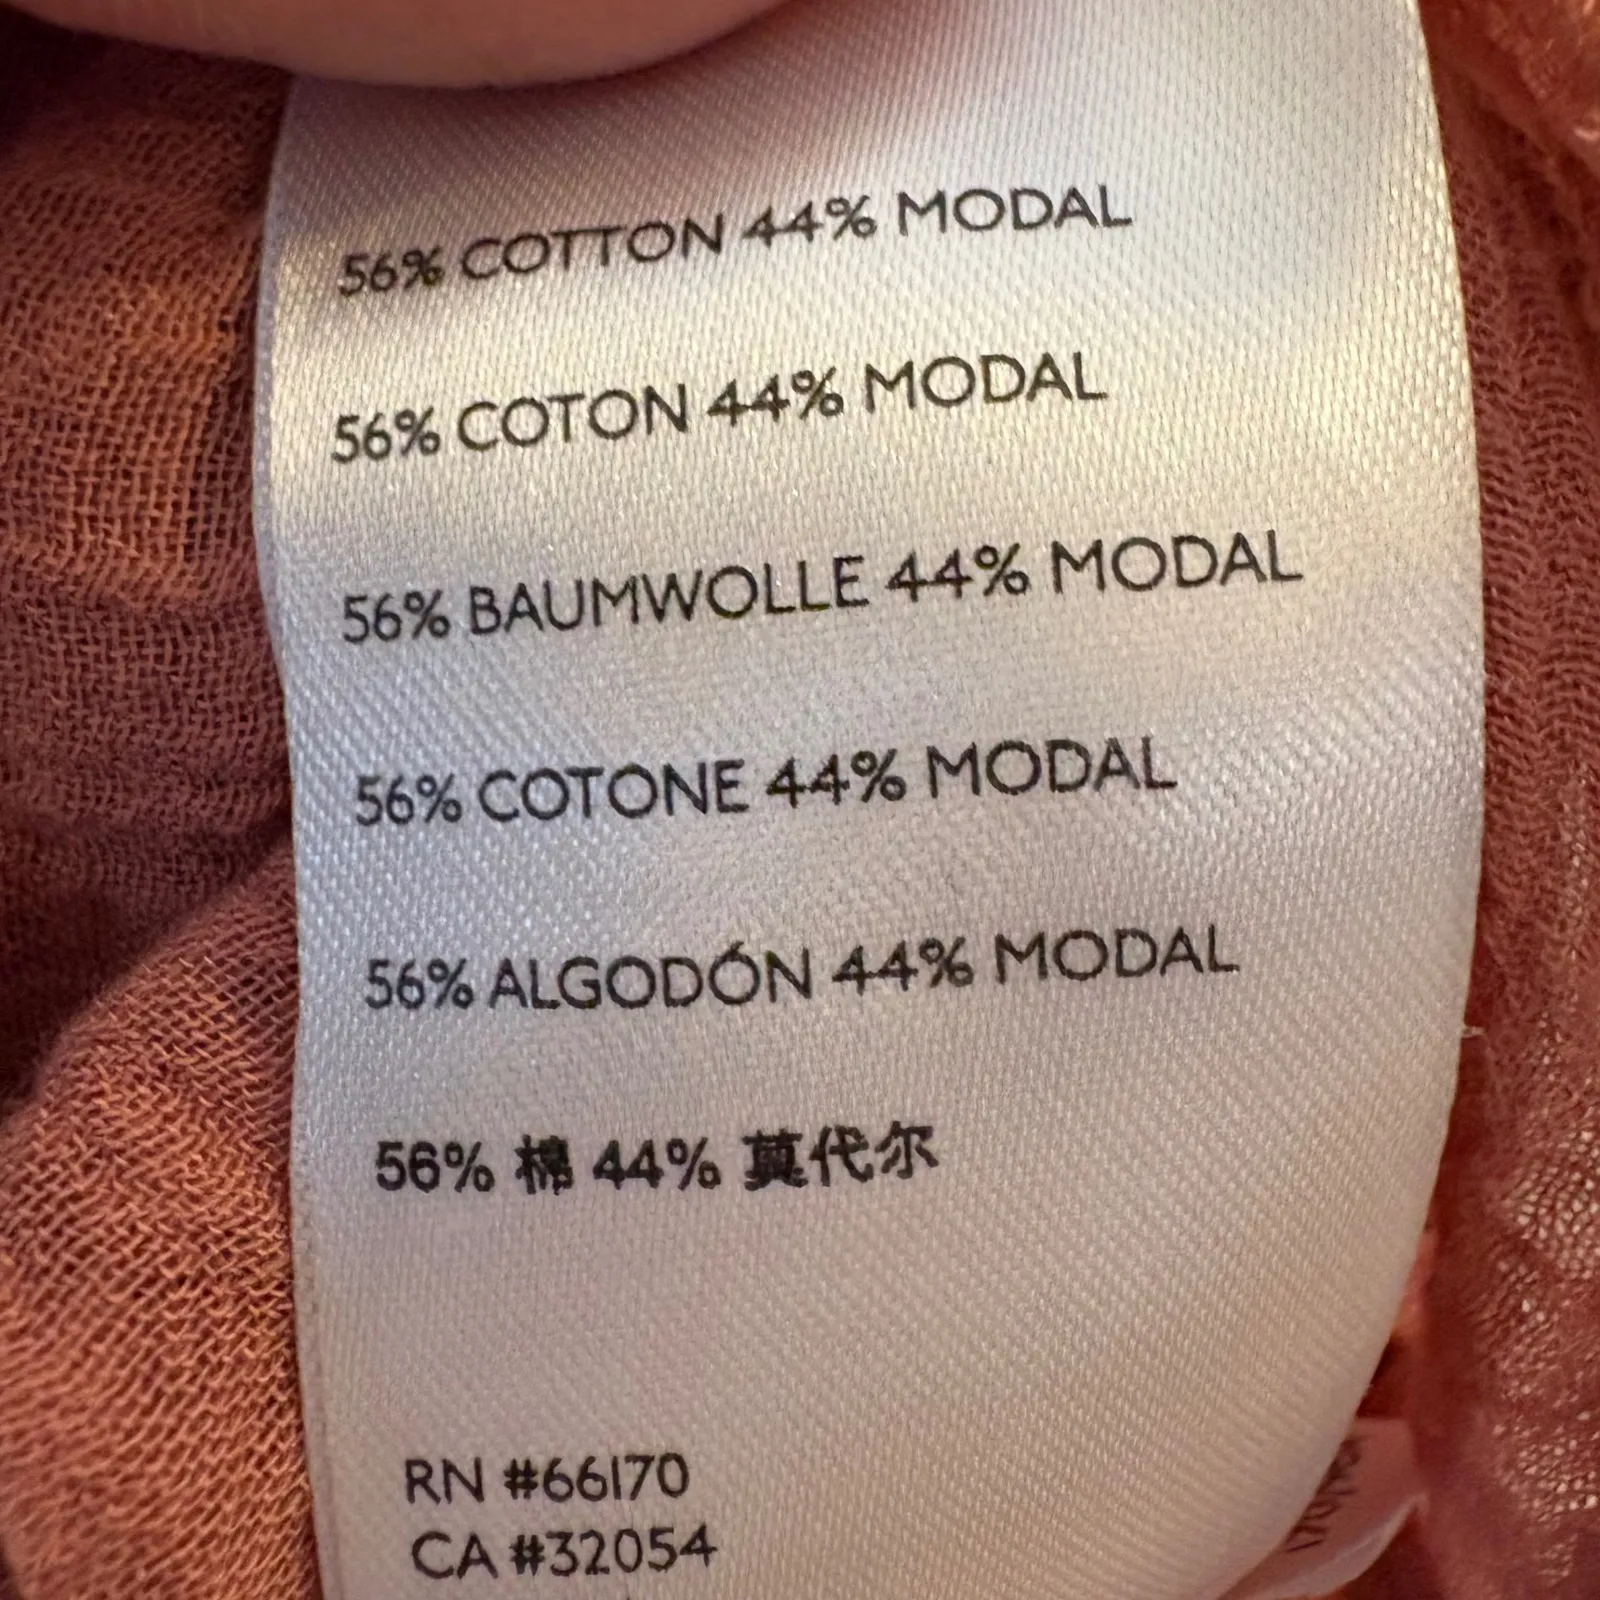 56% COTTON 44% MODAL
56% COTON 44% MODAL
56% BAUMWOLLE 44% MODAL
56% COTONE 44% MODAL
56% ALGODÓN 44% MODAL
56% 棉 44% 莫代尔
RN #66170
CA #32054